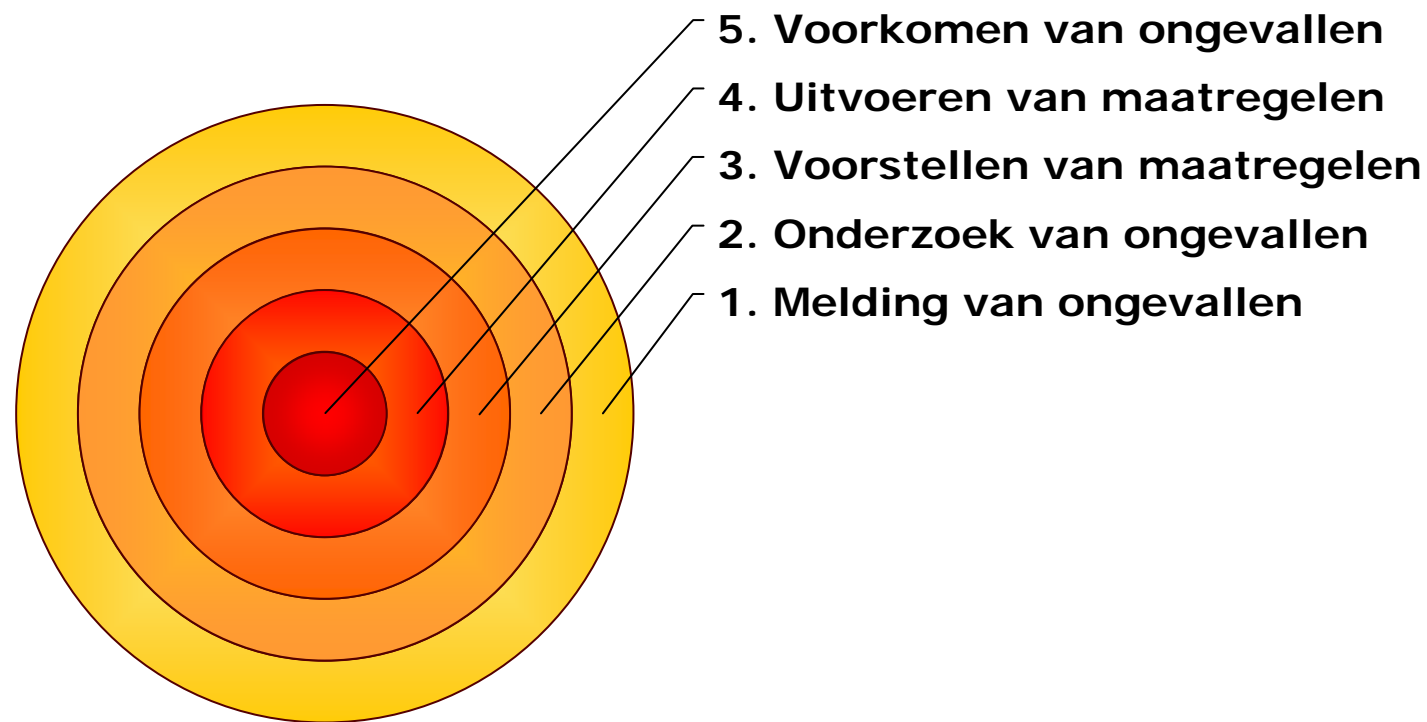 5. Voorkomen van ongevallen
4. Uitvoeren van maatregelen
3. Voorstellen van maatregelen
2. Onderzoek van ongevallen
1. Melding van ongevallen